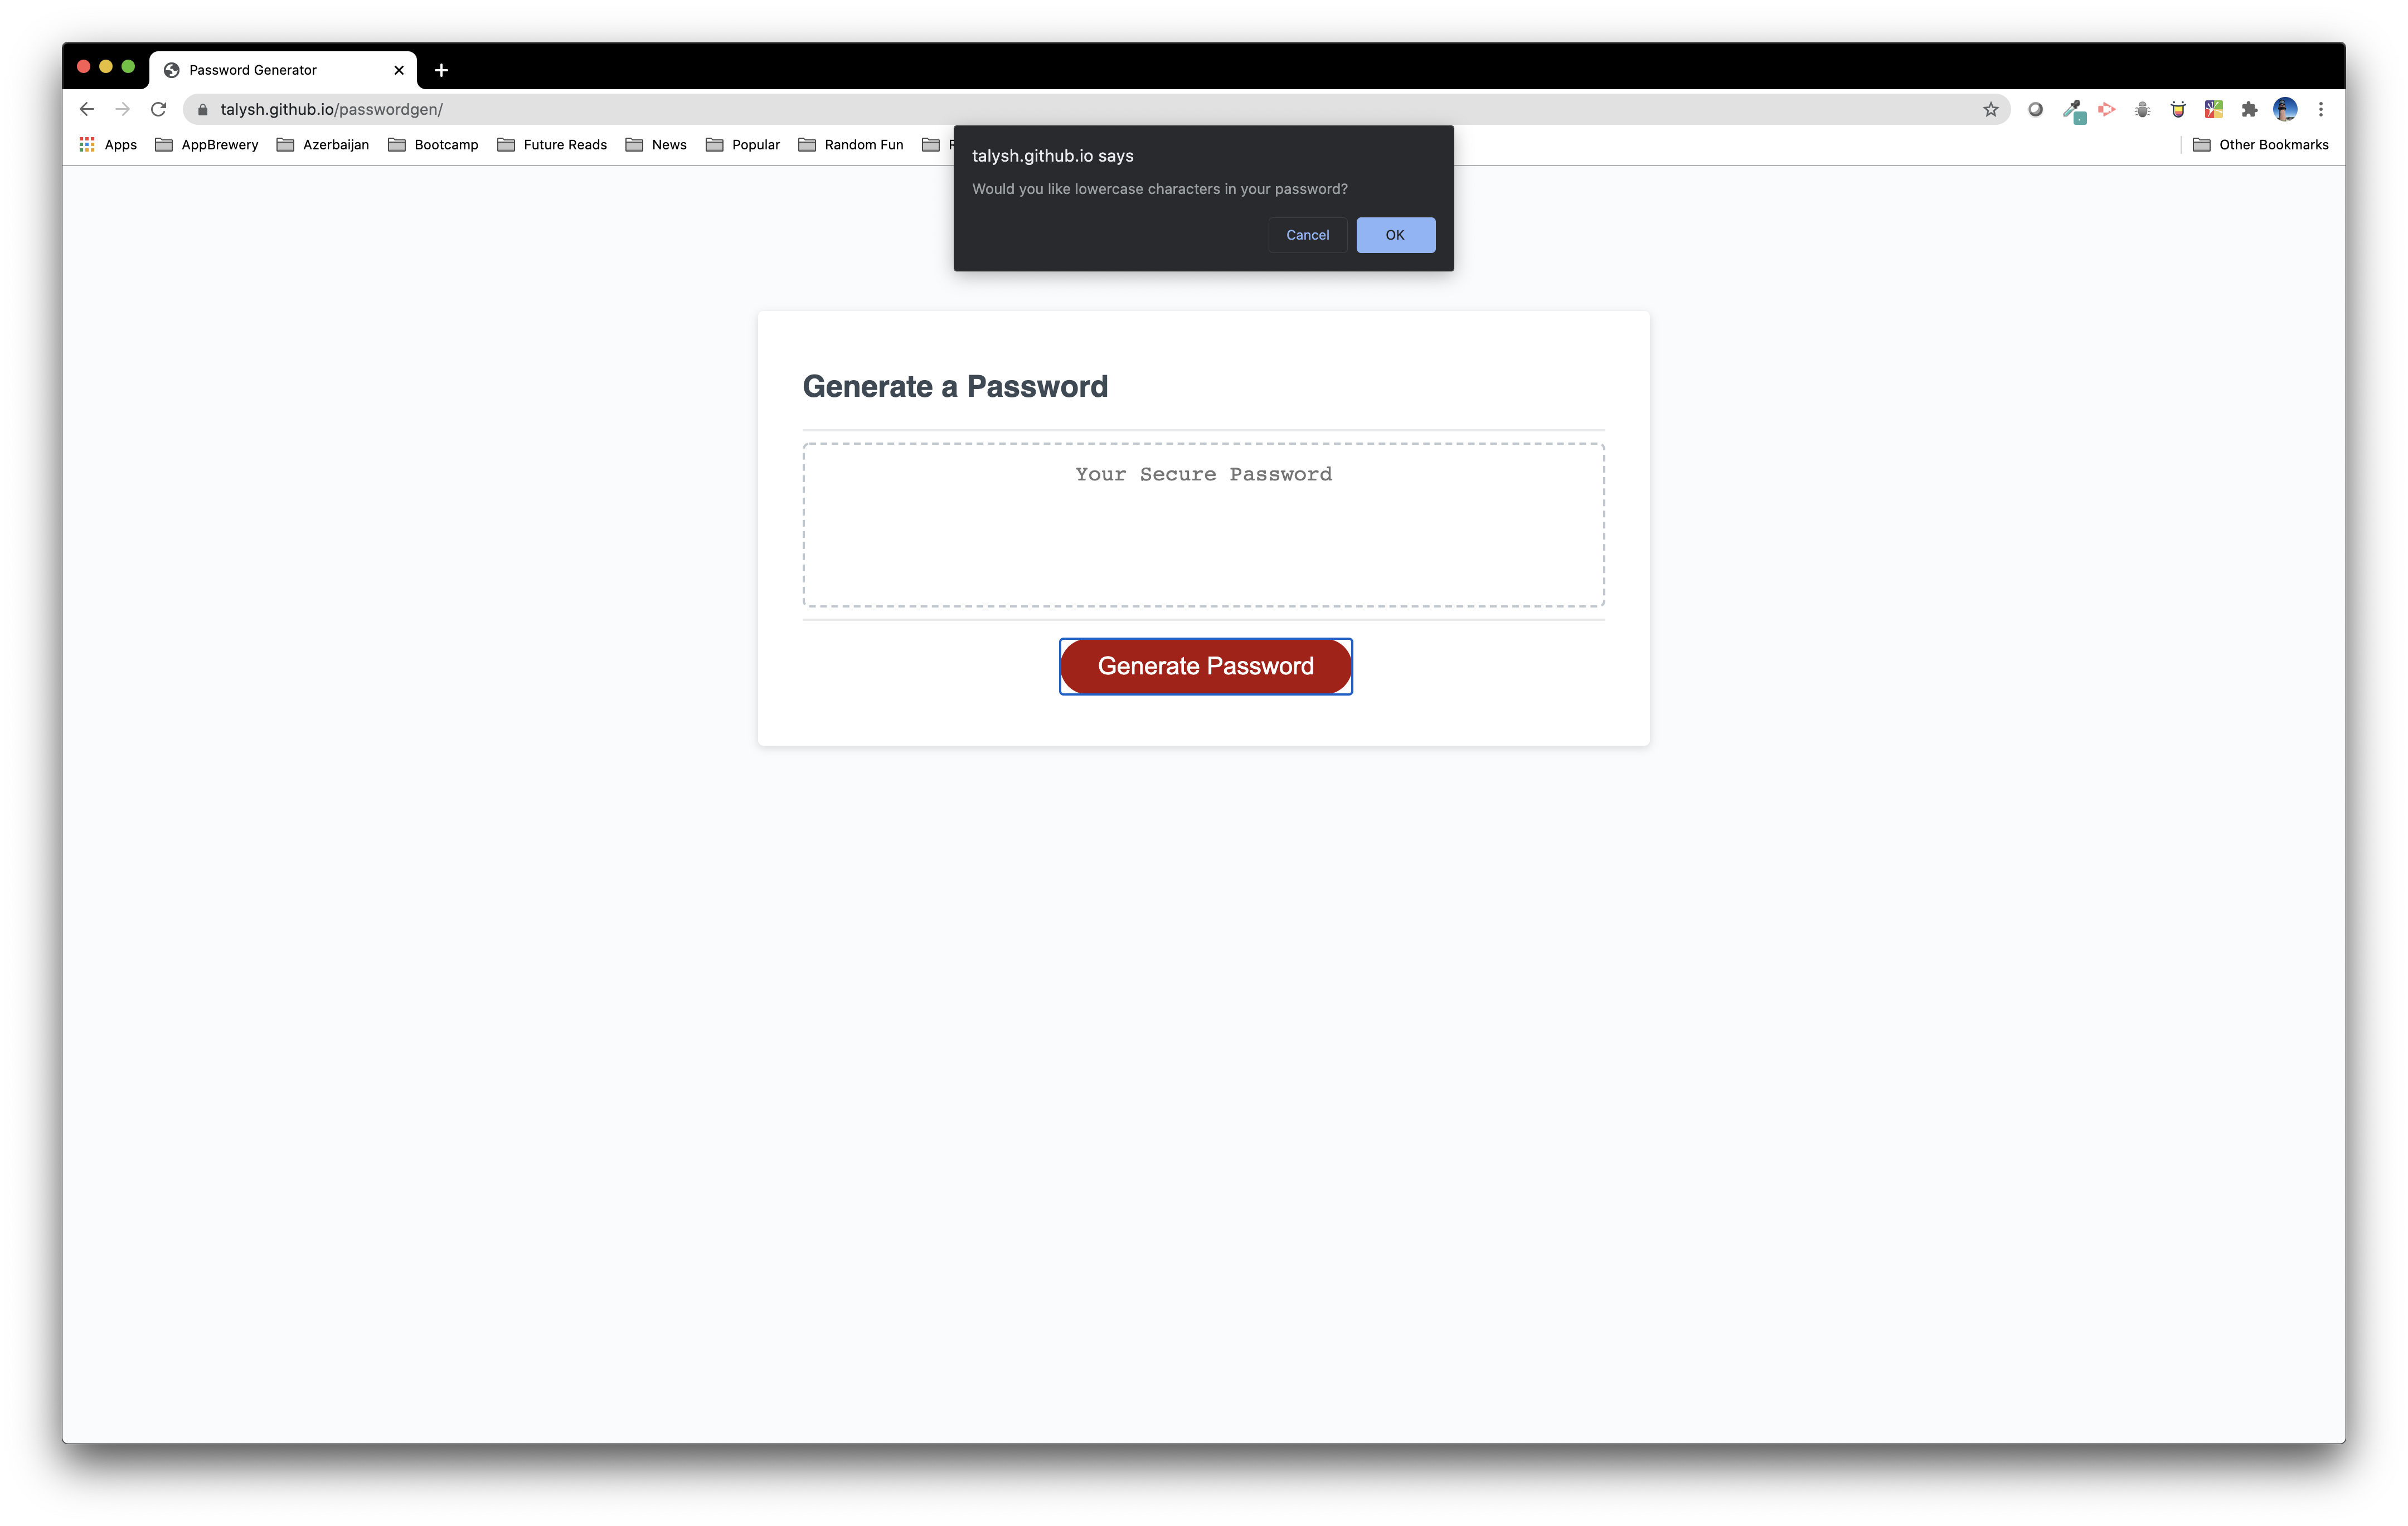 Password Generator
talysh.github.io/passwordgen/
Apps AppBrewery Azerbaijan Bootcamp Future Reads News Popular Random Fun Other Bookmarks
talysh.github.io says
Would you like lowercase characters in your password?
Cancel OK
Generate a Password
Your Secure Password
Generate Password